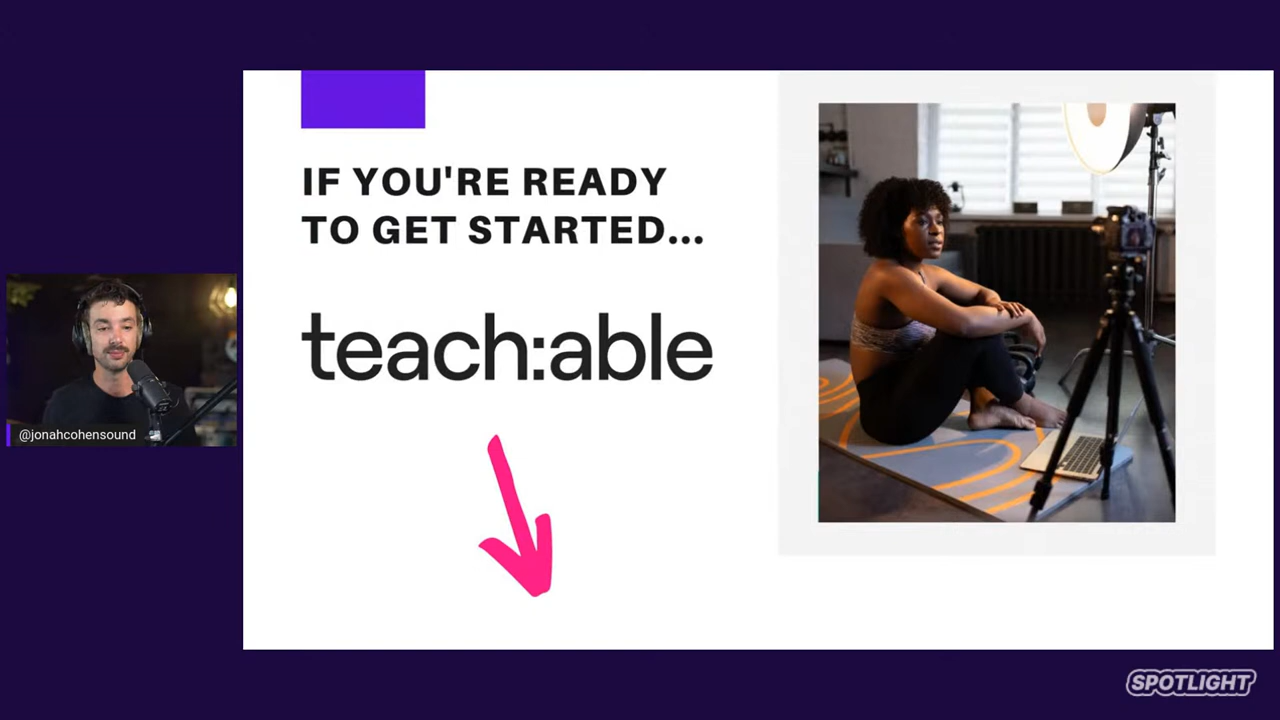 IF YOU'RE READY
TO GET STARTED...
teach:able
@jonahcohensound
SPOTLIGHT